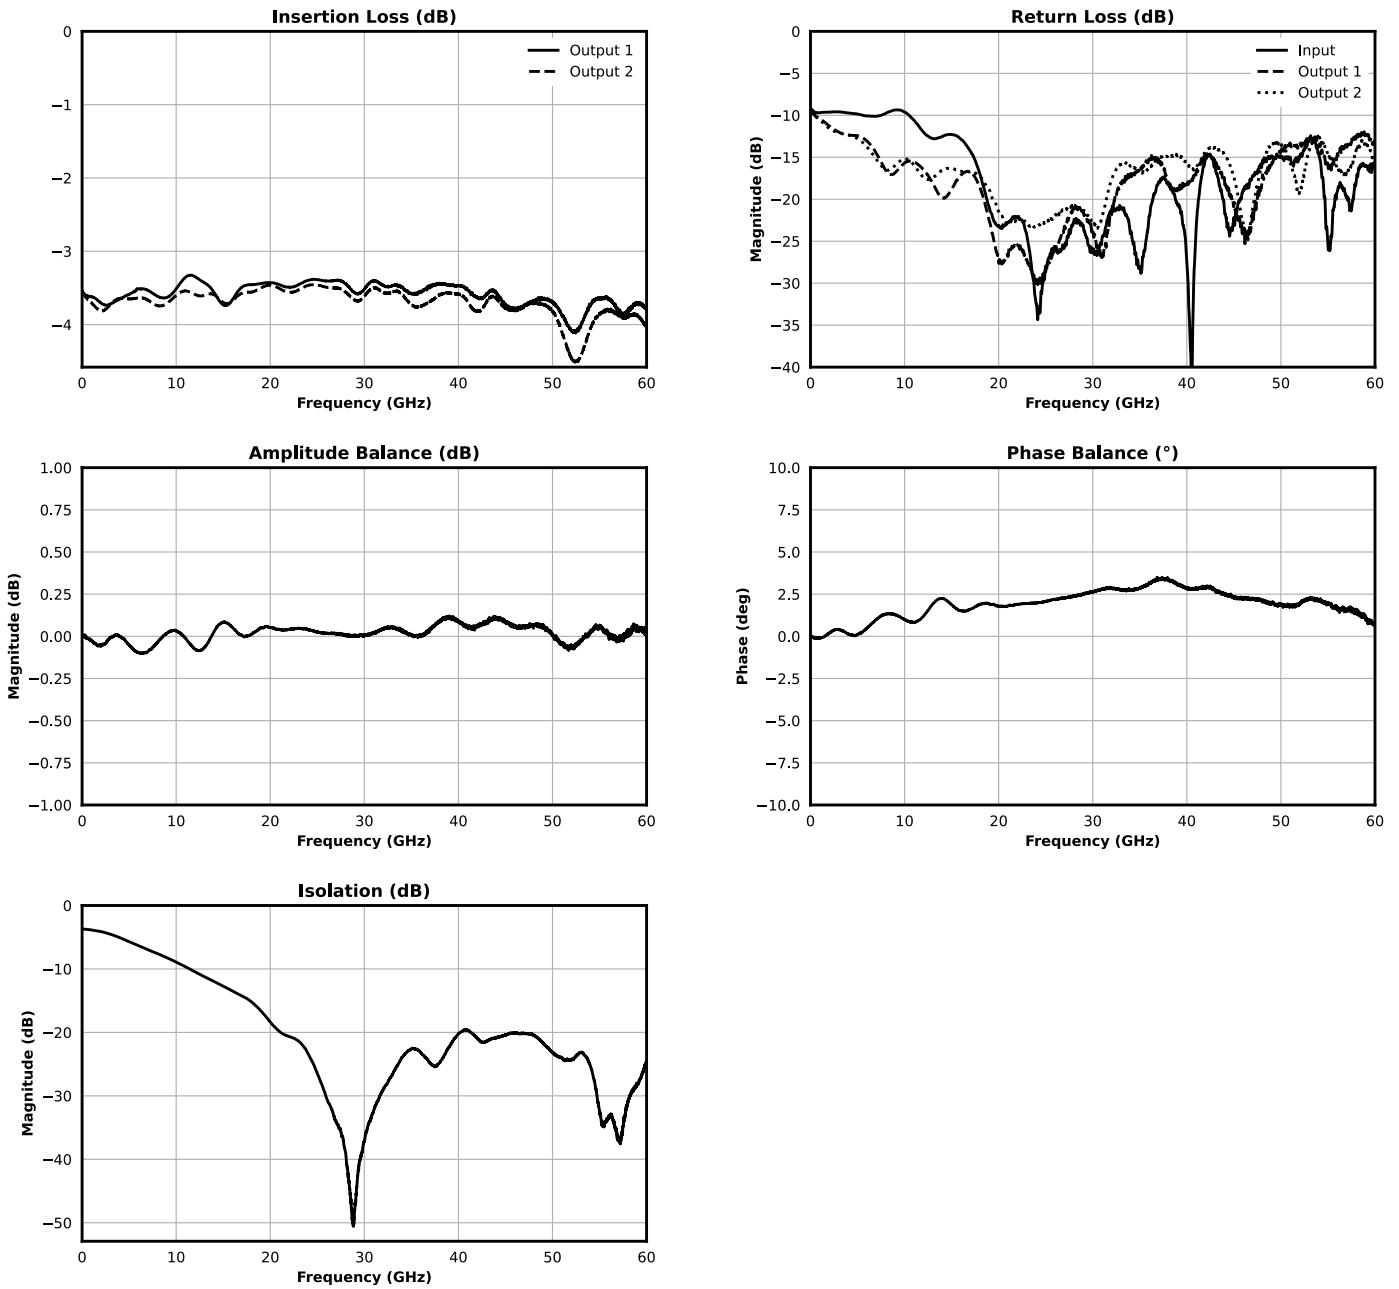 Insertion Loss (dB)
0
−1
−2
−3
−4
Output 1
Output 2
0 10 20 30 40 50 60
Frequency (GHz)
Return Loss (dB)
Magnitude (dB)
0
−5
−10
−15
−20
−25
−30
−35
−40
Input
Output 1
Output 2
0 10 20 30 40 50 60
Frequency (GHz)
Amplitude Balance (dB)
Magnitude (dB)
1.00
0.75
0.50
0.25
0.00
−0.25
−0.50
−0.75
−1.00
0 10 20 30 40 50 60
Frequency (GHz)
Phase Balance (°)
Phase (deg)
10.0
7.5
5.0
2.5
0.0
−2.5
−5.0
−7.5
−10.0
0 10 20 30 40 50 60
Frequency (GHz)
Isolation (dB)
Magnitude (dB)
0
−10
−20
−30
−40
−50
0 10 20 30 40 50 60
Frequency (GHz)